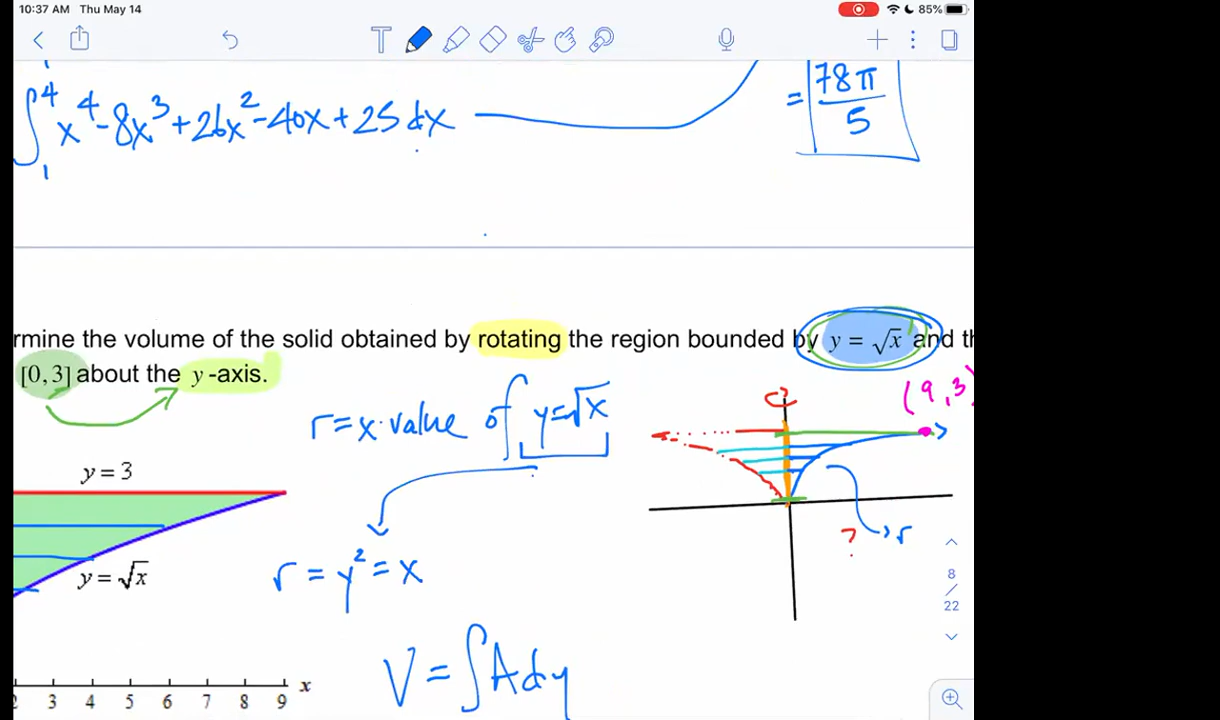 10:37 AM Thu May 14
85%
T
∫₁⁴ x⁴-8x³+26x²-40x+25 dx
= 78π/5
rmine the volume of the solid obtained by rotating the region bounded by y = √x and th
[0,3] about the y-axis.
(9,3)
r=x-value of y=√x
y = 3
?
r
y = √x
r = y² = x
8
/
22
V = ∫A dy
x
2 3 4 5 6 7 8 9